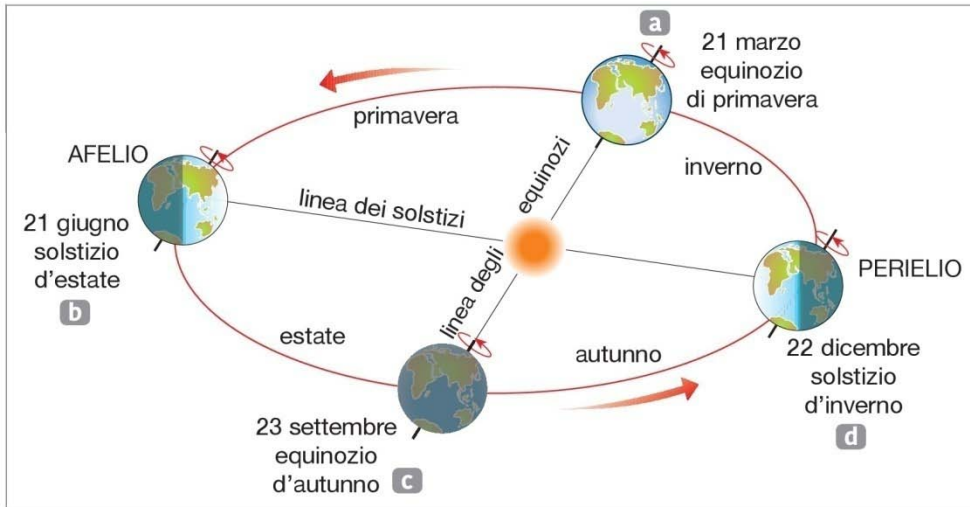 a
21 marzo
equinozio
di primavera
primavera
inverno
AFELIO
linea dei solstizi
linea degli equinozi
21 giugno
solstizio
d'estate
b
PERIELIO
estate
autunno
22 dicembre
solstizio
d'inverno
d
23 settembre
equinozio
d'autunno
c